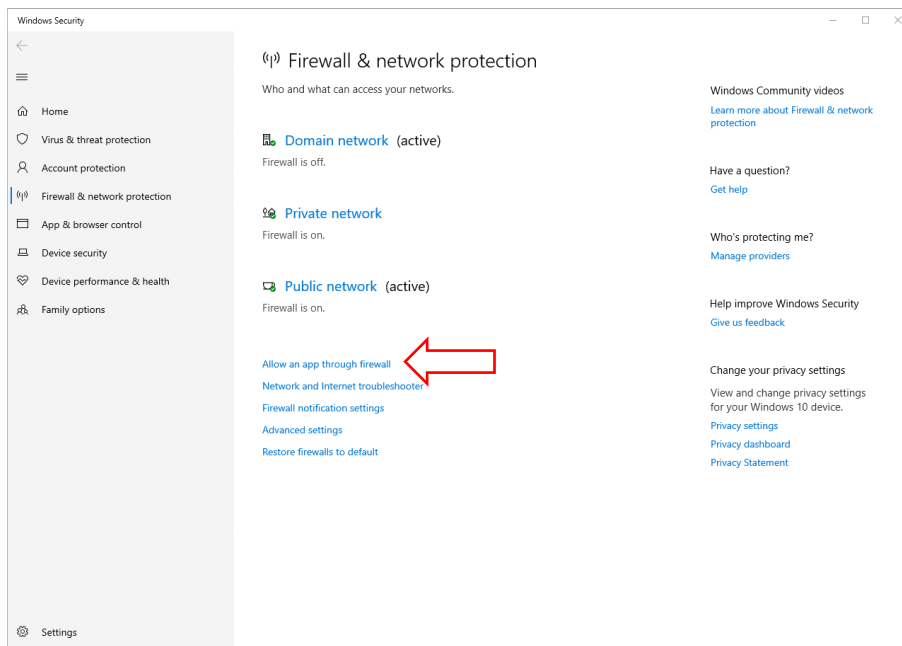 Windows Security
Home
Virus & threat protection
Account protection
Firewall & network protection
App & browser control
Device security
Device performance & health
Family options
Settings
Firewall & network protection
Who and what can access your networks.
Domain network (active)
Firewall is off.
Private network
Firewall is on.
Public network (active)
Firewall is on.
Allow an app through firewall
Network and Internet troubleshooter
Firewall notification settings
Advanced settings
Restore firewalls to default
Windows Community videos
Learn more about Firewall & network
protection
Have a question?
Get help
Who's protecting me?
Manage providers
Help improve Windows Security
Give us feedback
Change your privacy settings
View and change privacy settings
for your Windows 10 device.
Privacy settings
Privacy dashboard
Privacy Statement